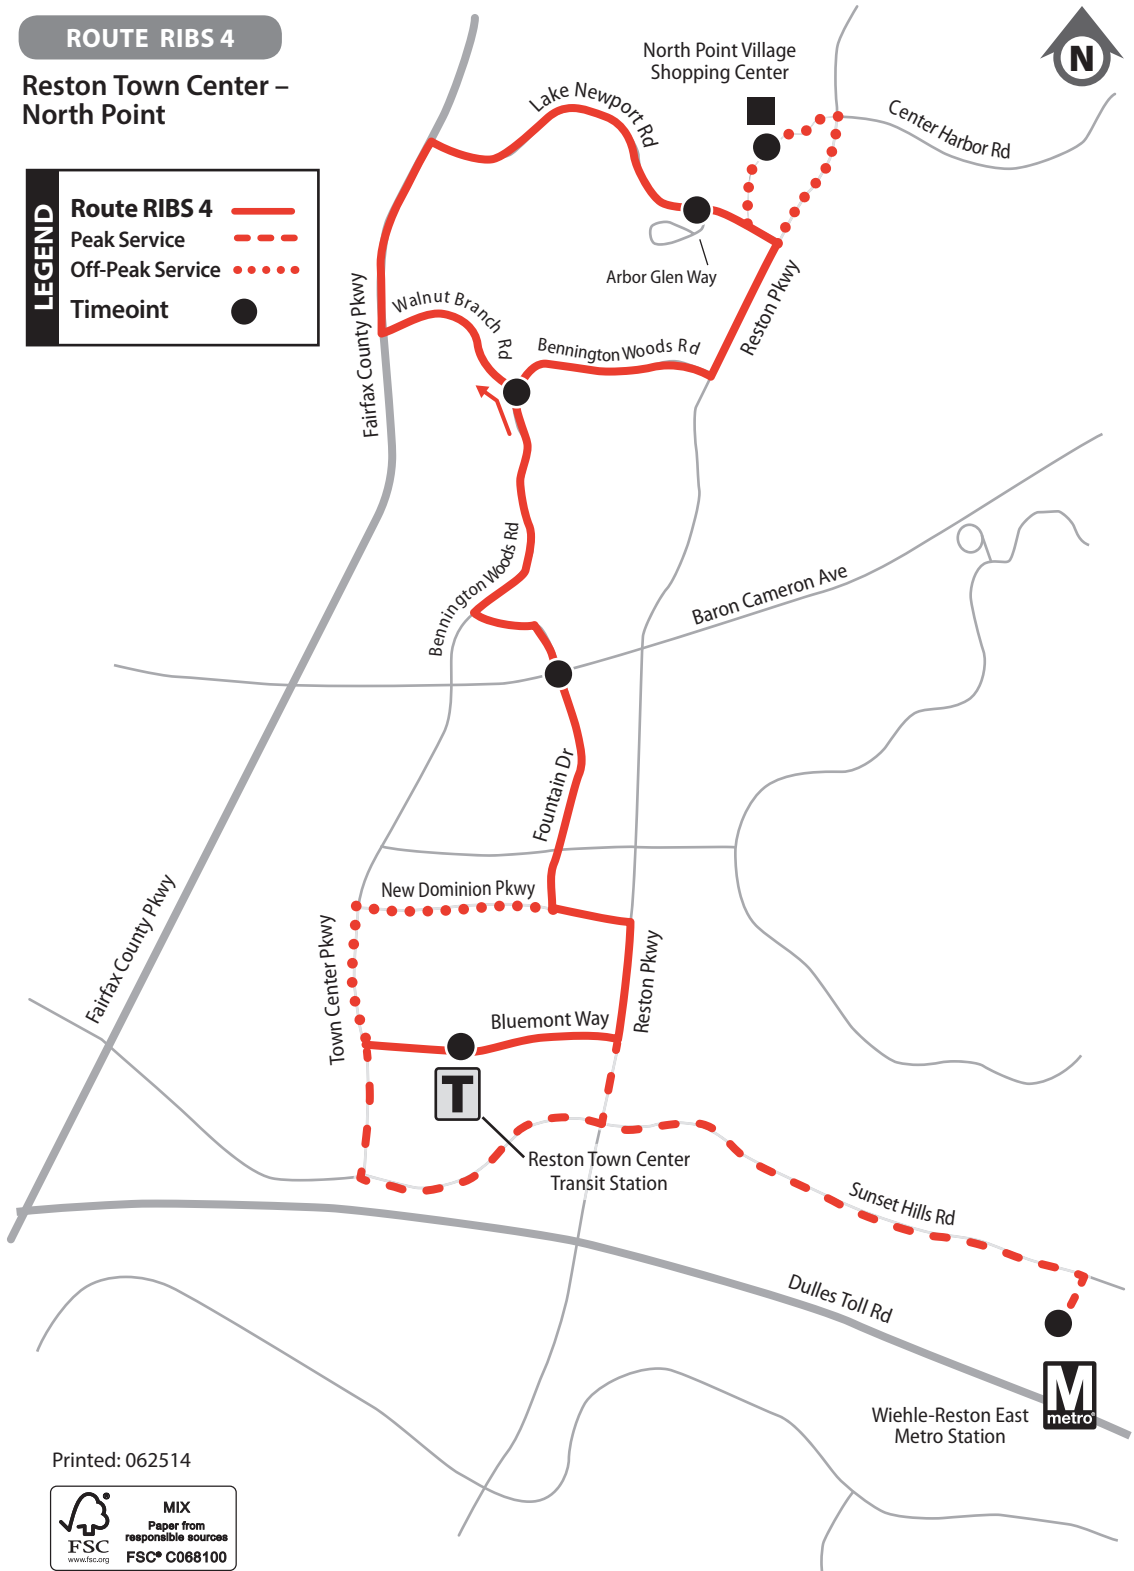 ROUTE RIBS 4
Reston Town Center –
North Point
LEGEND
Route RIBS 4
Peak Service
Off-Peak Service
Timeoint
North Point Village
Shopping Center
N
Lake Newport Rd
Center Harbor Rd
Arbor Glen Way
Fairfax County Pkwy
Walnut Branch Rd
Bennington Woods Rd
Reston Pkwy
Bennington Woods Rd
Baron Cameron Ave
Fountain Dr
New Dominion Pkwy
Fairfax County Pkwy
Town Center Pkwy
Reston Pkwy
Bluemont Way
T
Reston Town Center
Transit Station
Sunset Hills Rd
Dulles Toll Rd
M
metro
Wiehle-Reston East
Metro Station
Printed: 062514
FSC
www.fsc.org
MIX
Paper from
responsible sources
FSC® C068100